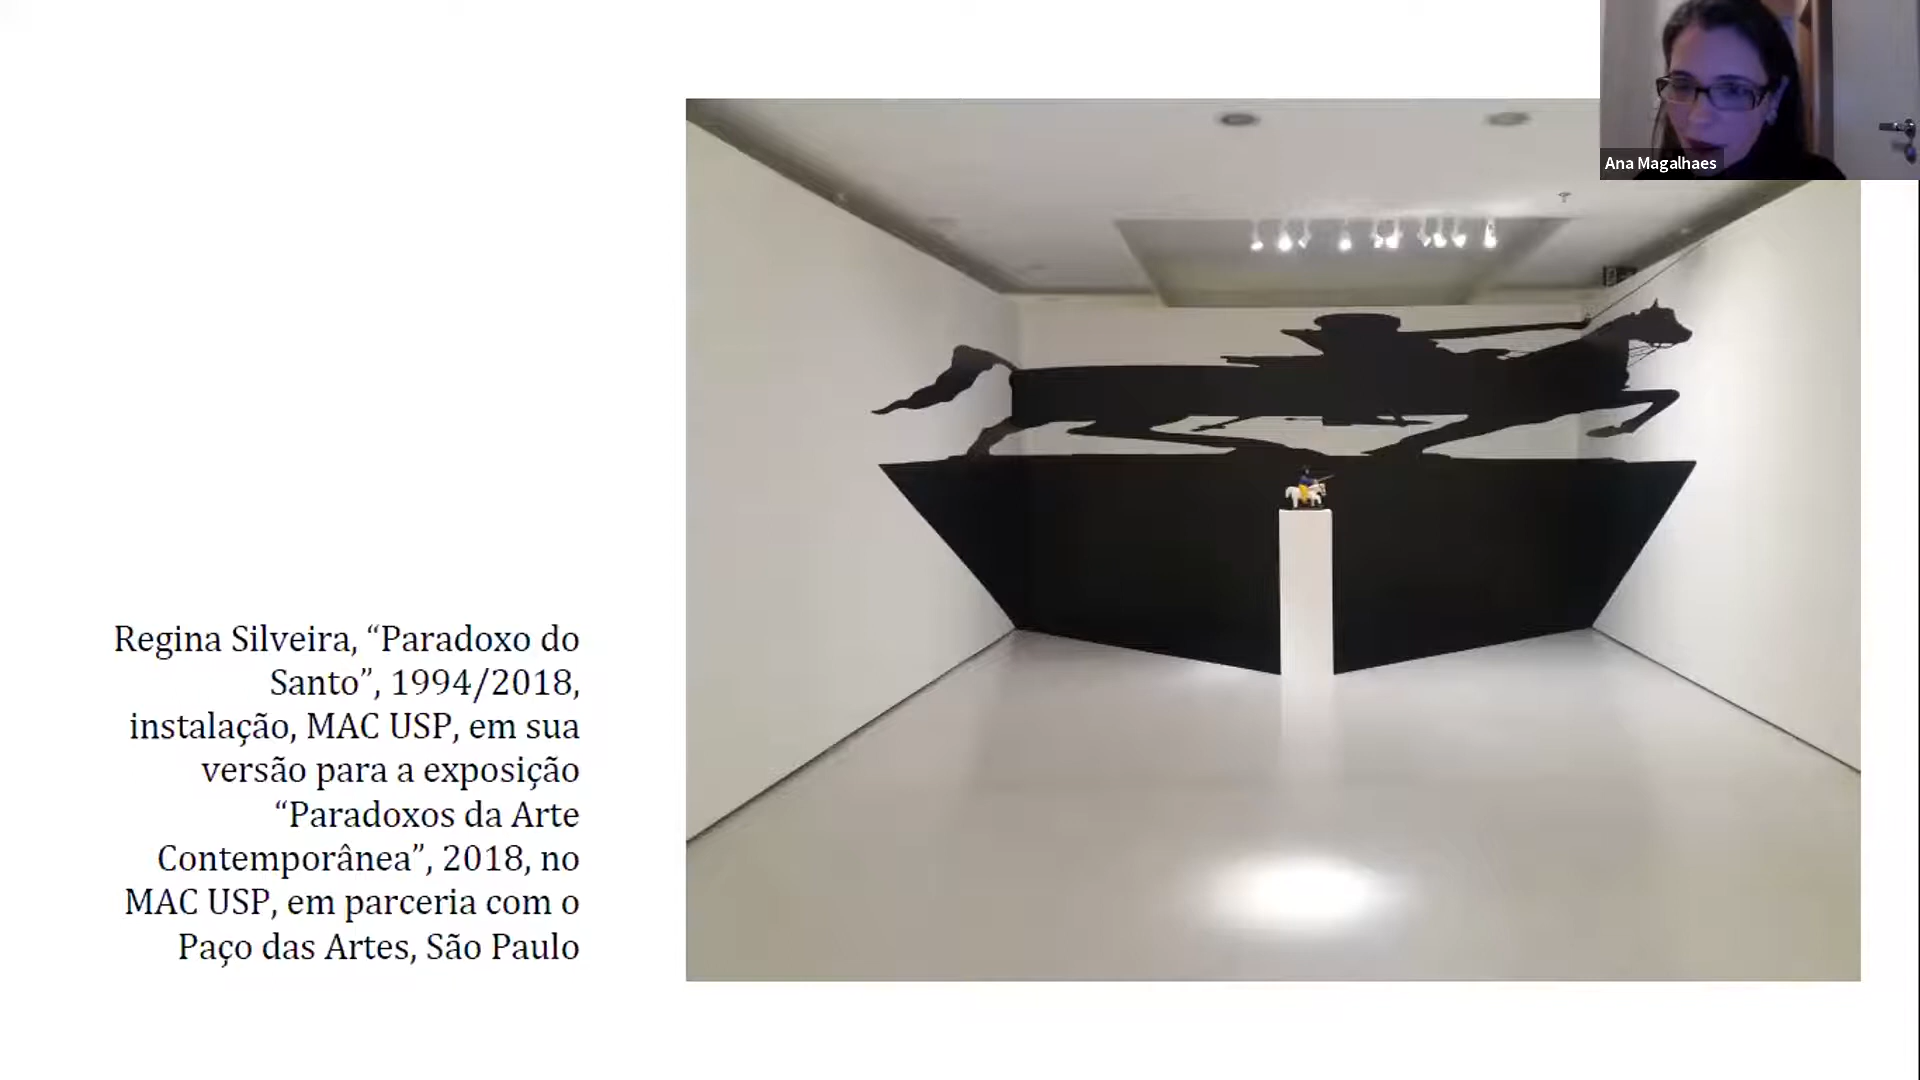 Ana Magalhaes
Regina Silveira, “Paradoxo do
Santo”, 1994/2018,
instalação, MAC USP, em sua
versão para a exposição
“Paradoxos da Arte
Contemporânea”, 2018, no
MAC USP, em parceria com o
Paço das Artes, São Paulo